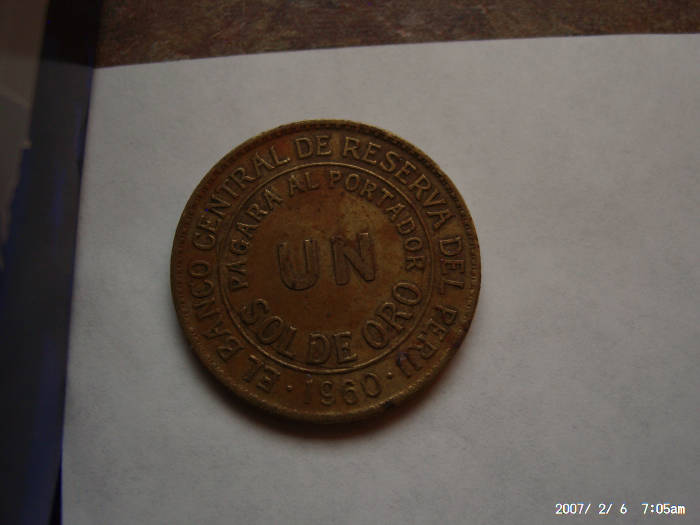 EL BANCO CENTRAL DE RESERVA DEL PERU
· 1960 ·
PAGARA AL PORTADOR
UN
SOL DE ORO
2007/ 2/ 6 7:05am